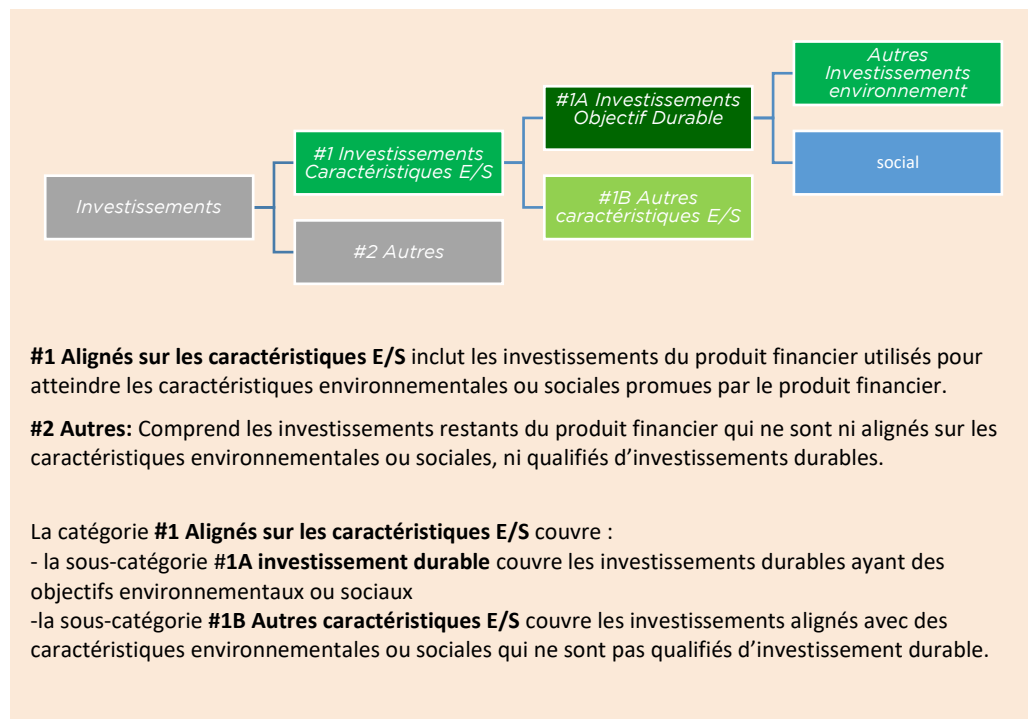 Autres
Investissements
environnement
#1A Investissements
Objectif Durable
#1 Investissements
Caractéristiques E/S
social
Investissements
#1B Autres
caractéristiques E/S
#2 Autres
#1 Alignés sur les caractéristiques E/S inclut les investissements du produit financier utilisés pour
atteindre les caractéristiques environnementales ou sociales promues par le produit financier.
#2 Autres: Comprend les investissements restants du produit financier qui ne sont ni alignés sur les
caractéristiques environnementales ou sociales, ni qualifiés d’investissements durables.
La catégorie #1 Alignés sur les caractéristiques E/S couvre :
- la sous-catégorie #1A investissement durable couvre les investissements durables ayant des
objectifs environnementaux ou sociaux
-la sous-catégorie #1B Autres caractéristiques E/S couvre les investissements alignés avec des
caractéristiques environnementales ou sociales qui ne sont pas qualifiés d’investissement durable.